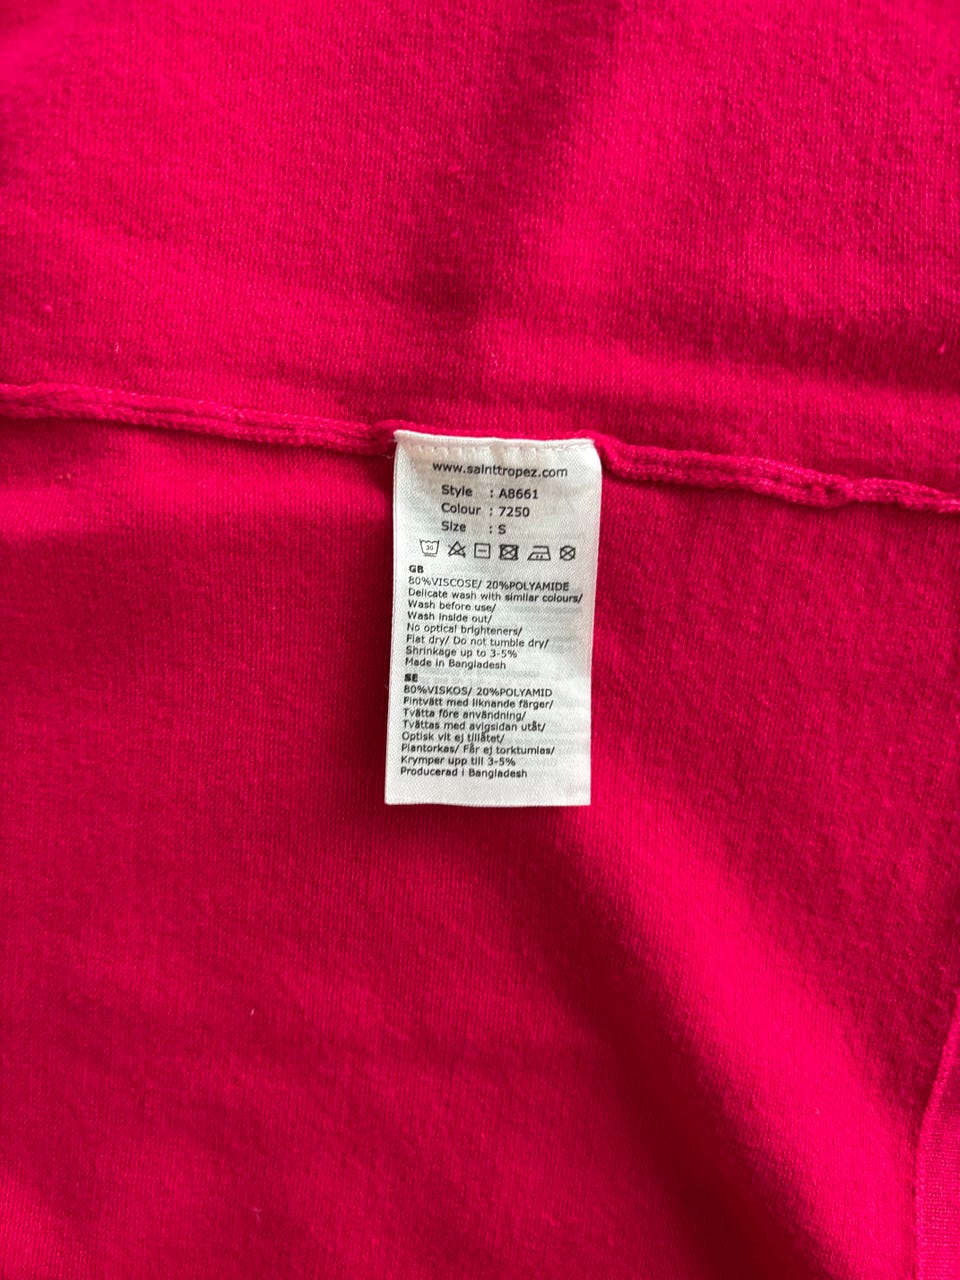 www.sainttropez.com
Style : A8661
Colour : 7250
Size : S
30
GB
80%VISCOSE/ 20%POLYAMIDE
Delicate wash with similar colours/
Wash before use/
Wash inside out/
No optical brighteners/
Flat dry/ Do not tumble dry/
Shrinkage up to 3-5%
Made in Bangladesh
SE
80%VISKOS/ 20%POLYAMID
Fintvätt med liknande färger/
Tvätta före användning/
Tvättas med avigsidan utåt/
Optisk vit ej tillåtet/
Plantorkas/ Får ej torktumlas/
Krymper upp till 3-5%
Producerad i Bangladesh